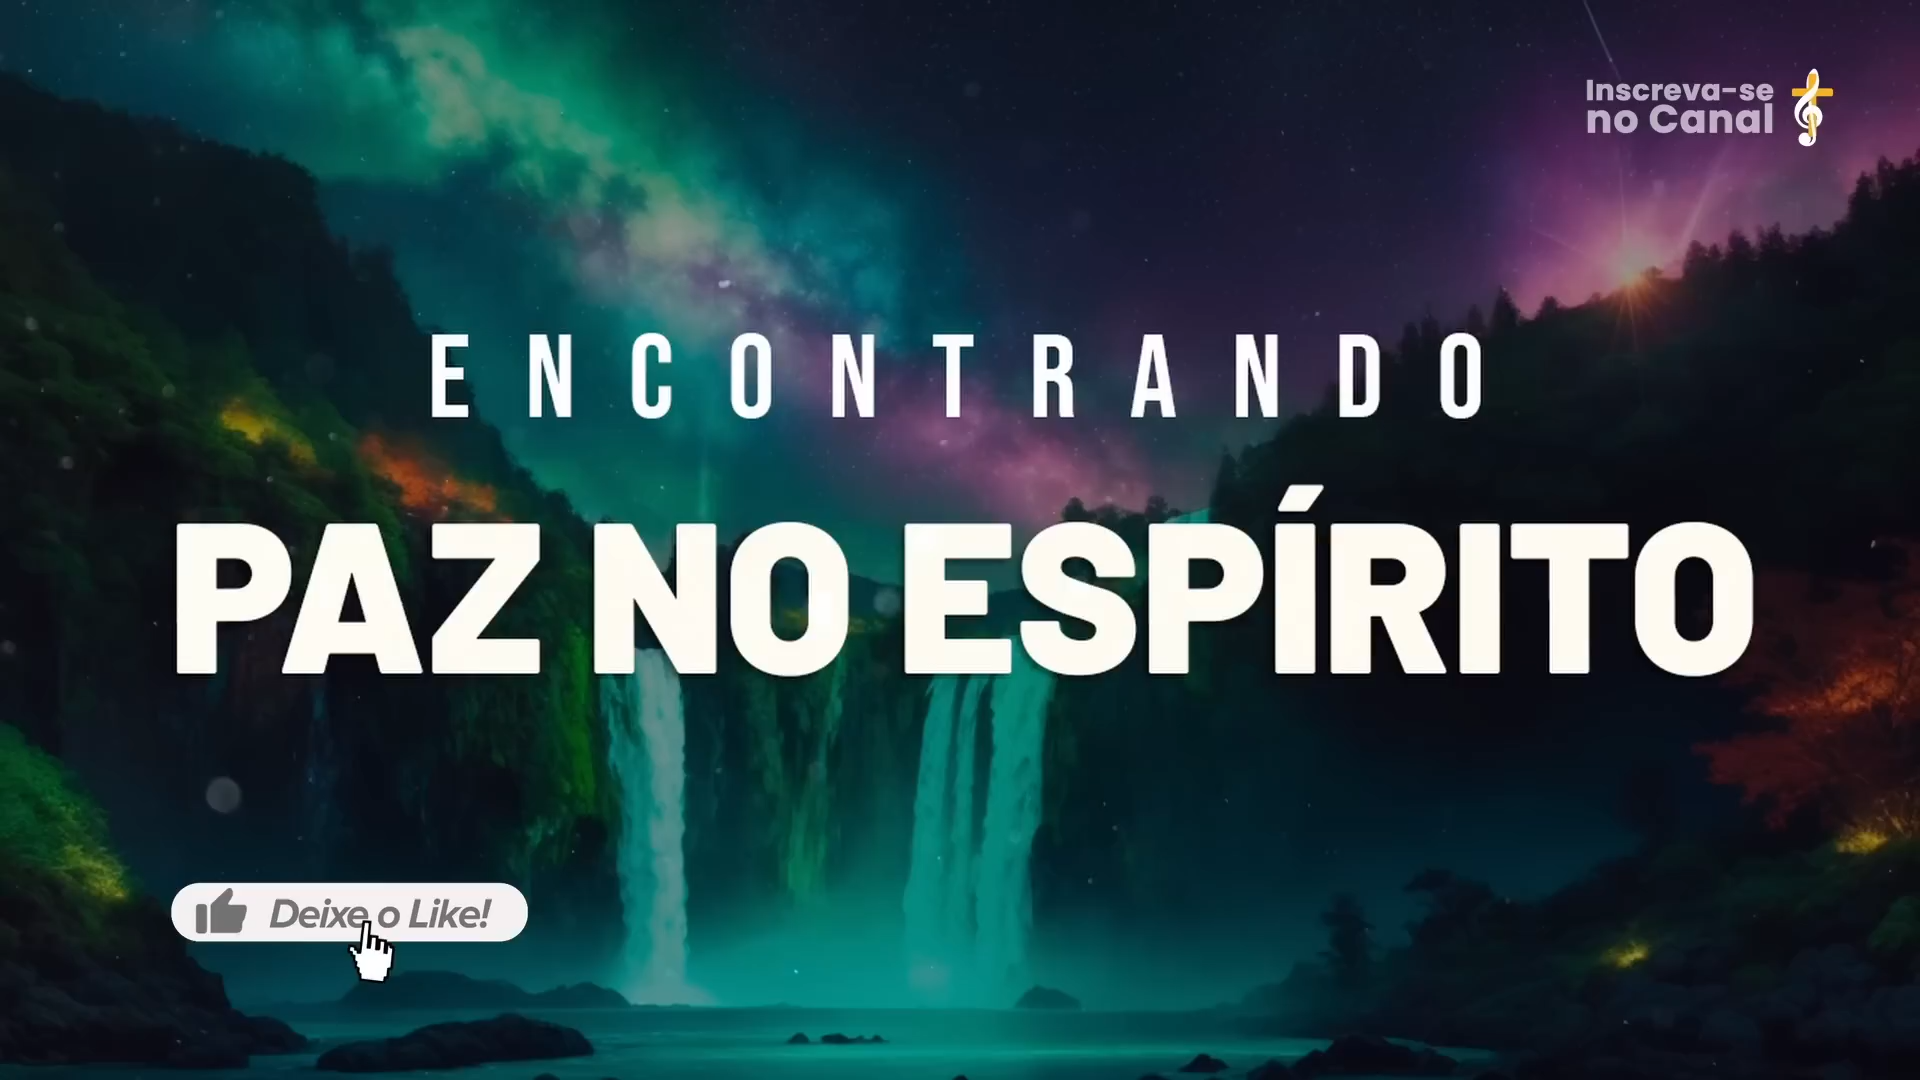 Inscreva-se
no Canal
ENCONTRANDO
PAZ NO ESPÍRITO
Deixe o Like!